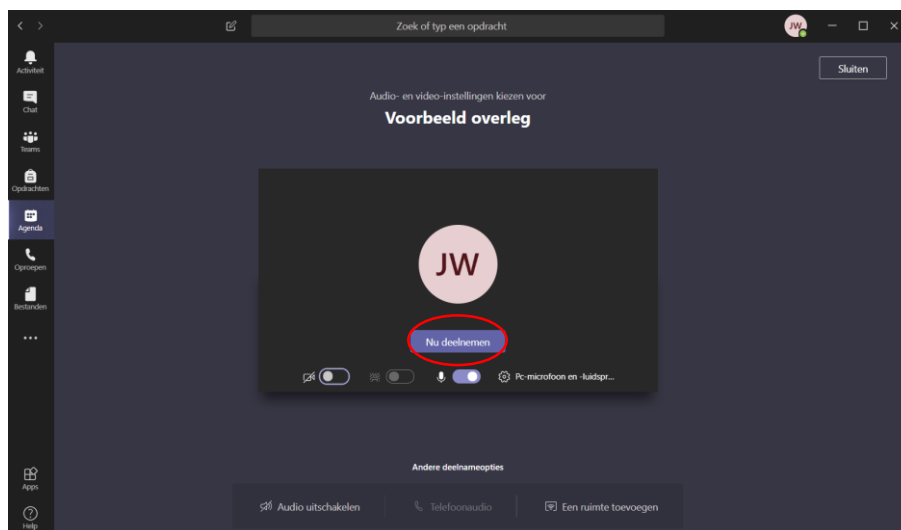 Zoek of typ een opdracht
JW
Activiteit
Chat
Teams
Opdrachten
Agenda
Oproepen
Bestanden
Apps
Help
Sluiten
Audio- en video-instellingen kiezen voor
Voorbeeld overleg
JW
Nu deelnemen
Pc-microfoon en -luidspr...
Andere deelnameopties
Audio uitschakelen
Telefoonaudio
Een ruimte toevoegen